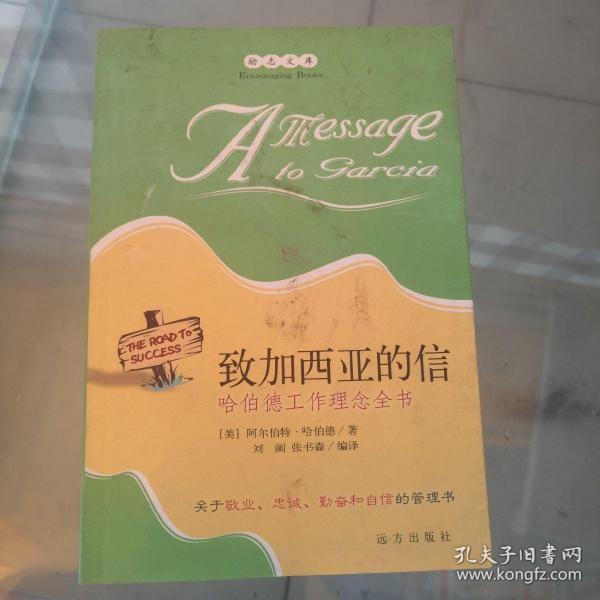 励志文库
Encouraging Books
A Message
to Garcia
THE ROAD TO
SUCCESS
致加西亚的信
哈伯德工作理念全书
[美] 阿尔伯特·哈伯德/著
刘 阚 张书森/编译
关于敬业、忠诚、勤奋和自信的管理书
远方出版社
孔夫子旧书网
www.kongfz.com